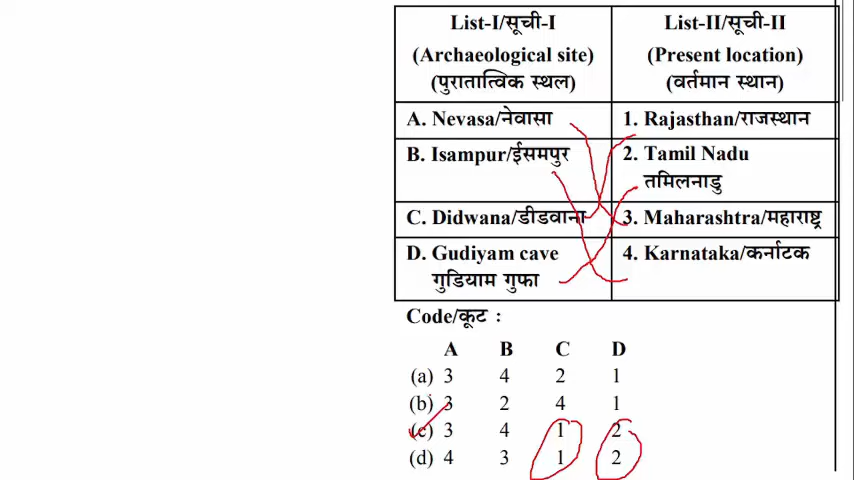 List-I/सूची-I List-II/सूची-II
(Archaeological site) (Present location)
(पुरातात्विक स्थल) (वर्तमान स्थान)
A. Nevasa/नेवासा 1. Rajasthan/राजस्थान
B. Isampur/ईसमपुर 2. Tamil Nadu
तमिलनाडु
C. Didwana/डीडवाना 3. Maharashtra/महाराष्ट्र
D. Gudiyam cave 4. Karnataka/कर्नाटक
गुडियाम गुफा
Code/कूट :
A B C D
(a) 3 4 2 1
(b) 3 2 4 1
(c) 3 4 1 2
(d) 4 3 1 2